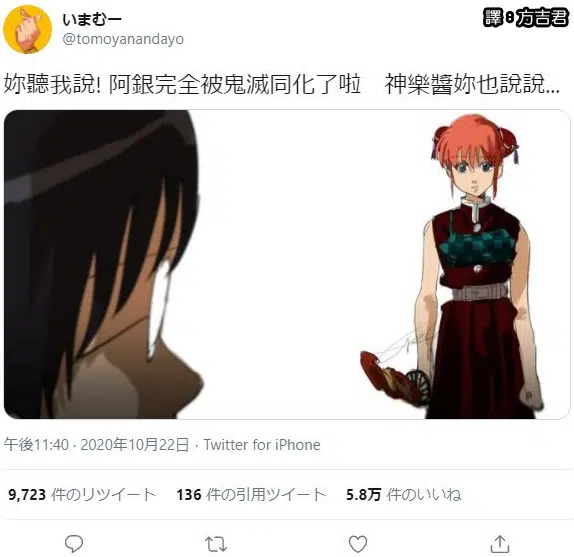 譯：方吉君
いまむー
@tomoyanandayo
妳聽我說! 阿銀完全被鬼滅同化了啦　神樂醬妳也說說...
午後11:40 · 2020年10月22日 · Twitter for iPhone
9,723 件のリツイート　136 件の引用ツイート　5.8万 件のいいね